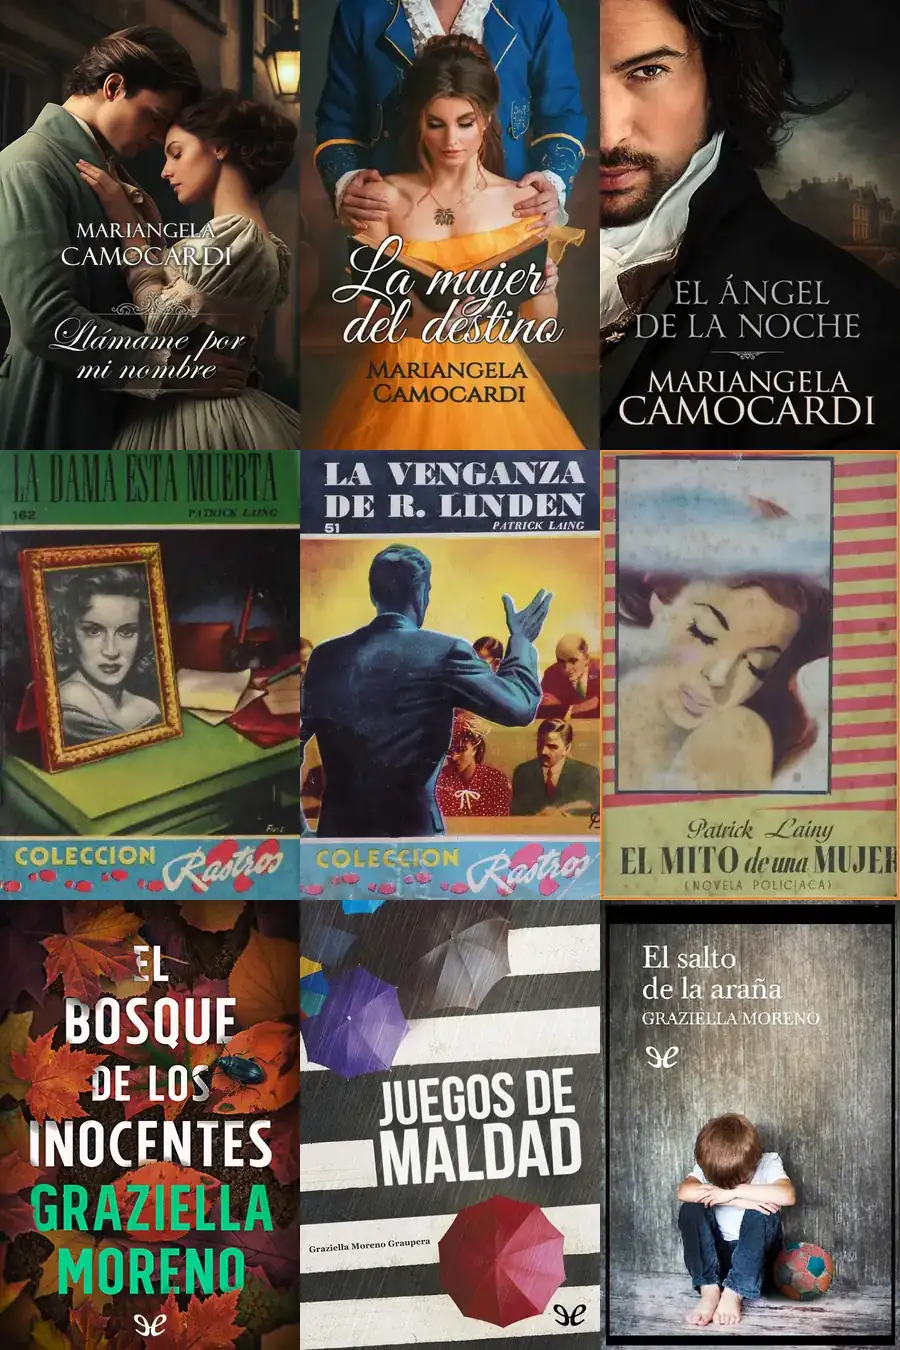 MARIANGELA
CAMOCARDI
Llámame por
mi nombre
La mujer
del destino
MARIANGELA
CAMOCARDI
EL ÁNGEL
DE LA NOCHE
MARIANGELA
CAMOCARDI
LA DAMA ESTA MUERTA
162
PATRICK LAING
COLECCION
Rastros
LA VENGANZA
DE R. LINDEN
51
PATRICK LAING
COLECCION
Rastros
Patrick Lainy
EL MITO de una MUJER
(NOVELA POLICIACA)
EL
BOSQUE
DE LOS
INOCENTES
GRAZIELLA
MORENO
JUEGOS DE
MALDAD
Graziella Moreno Graupera
El salto
de la araña
GRAZIELLA MORENO